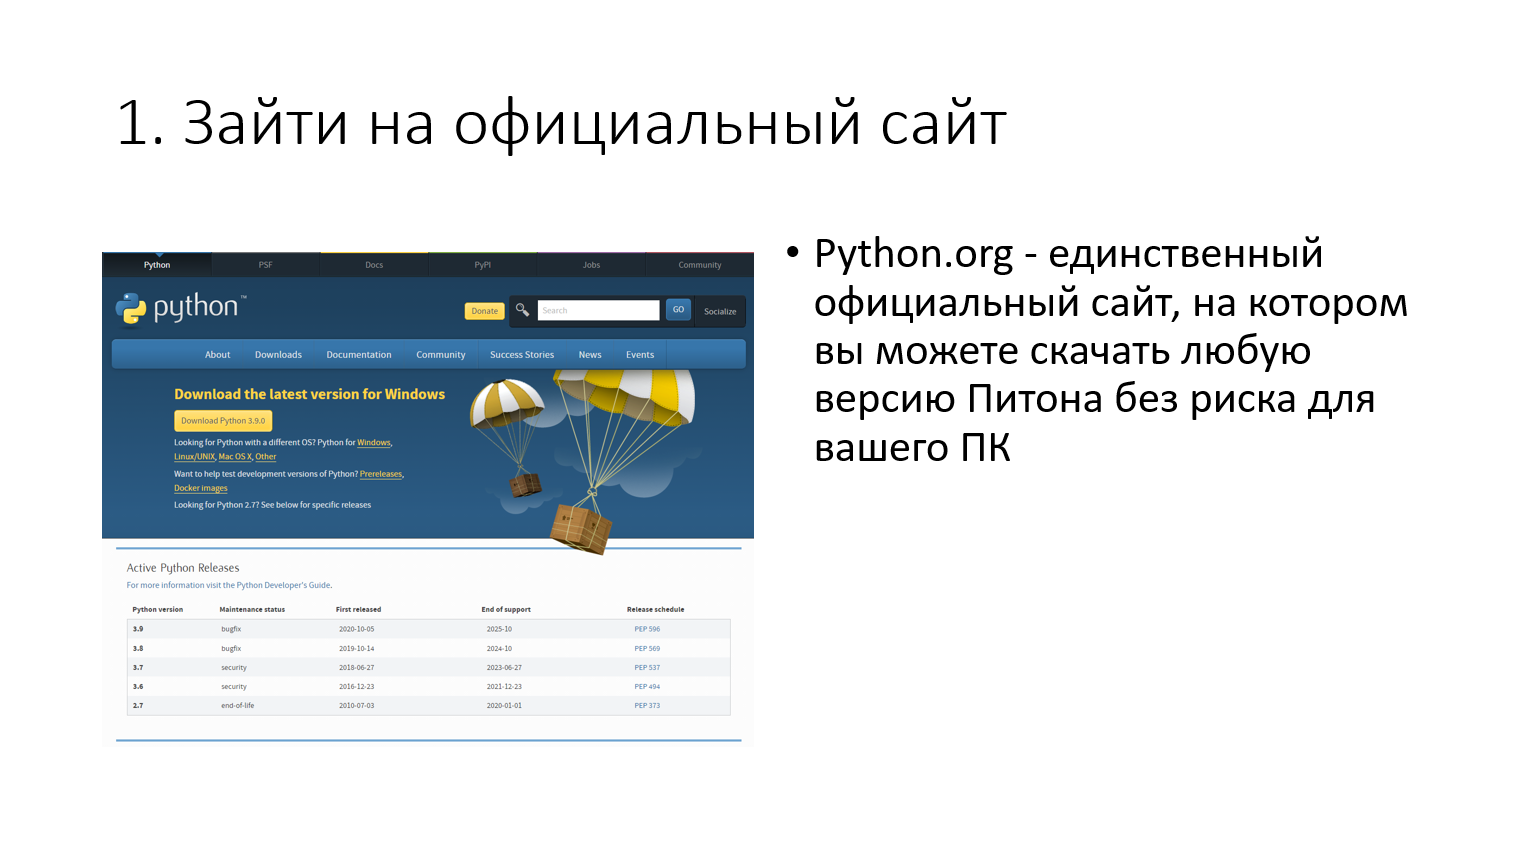 1. Зайти на официальный сайт
Python
PSF
Docs
PyPI
Jobs
Community
python™
Donate
Search
GO
Socialize
About
Downloads
Documentation
Community
Success Stories
News
Events
Download the latest version for Windows
Download Python 3.9.0
Looking for Python with a different OS? Python for Windows,
Linux/UNIX, Mac OS X, Other
Want to help test development versions of Python? Prereleases,
Docker images
Looking for Python 2.7? See below for specific releases
Active Python Releases
For more information visit the Python Developer's Guide.
Python version Maintenance status First released End of support Release schedule
3.9 bugfix 2020-10-05 2025-10 PEP 596
3.8 bugfix 2019-10-14 2024-10 PEP 569
3.7 security 2018-06-27 2023-06-27 PEP 537
3.6 security 2016-12-23 2021-12-23 PEP 494
2.7 end-of-life 2010-07-03 2020-01-01 PEP 373
• Python.org - единственный
официальный сайт, на котором
вы можете скачать любую
версию Питона без риска для
вашего ПК